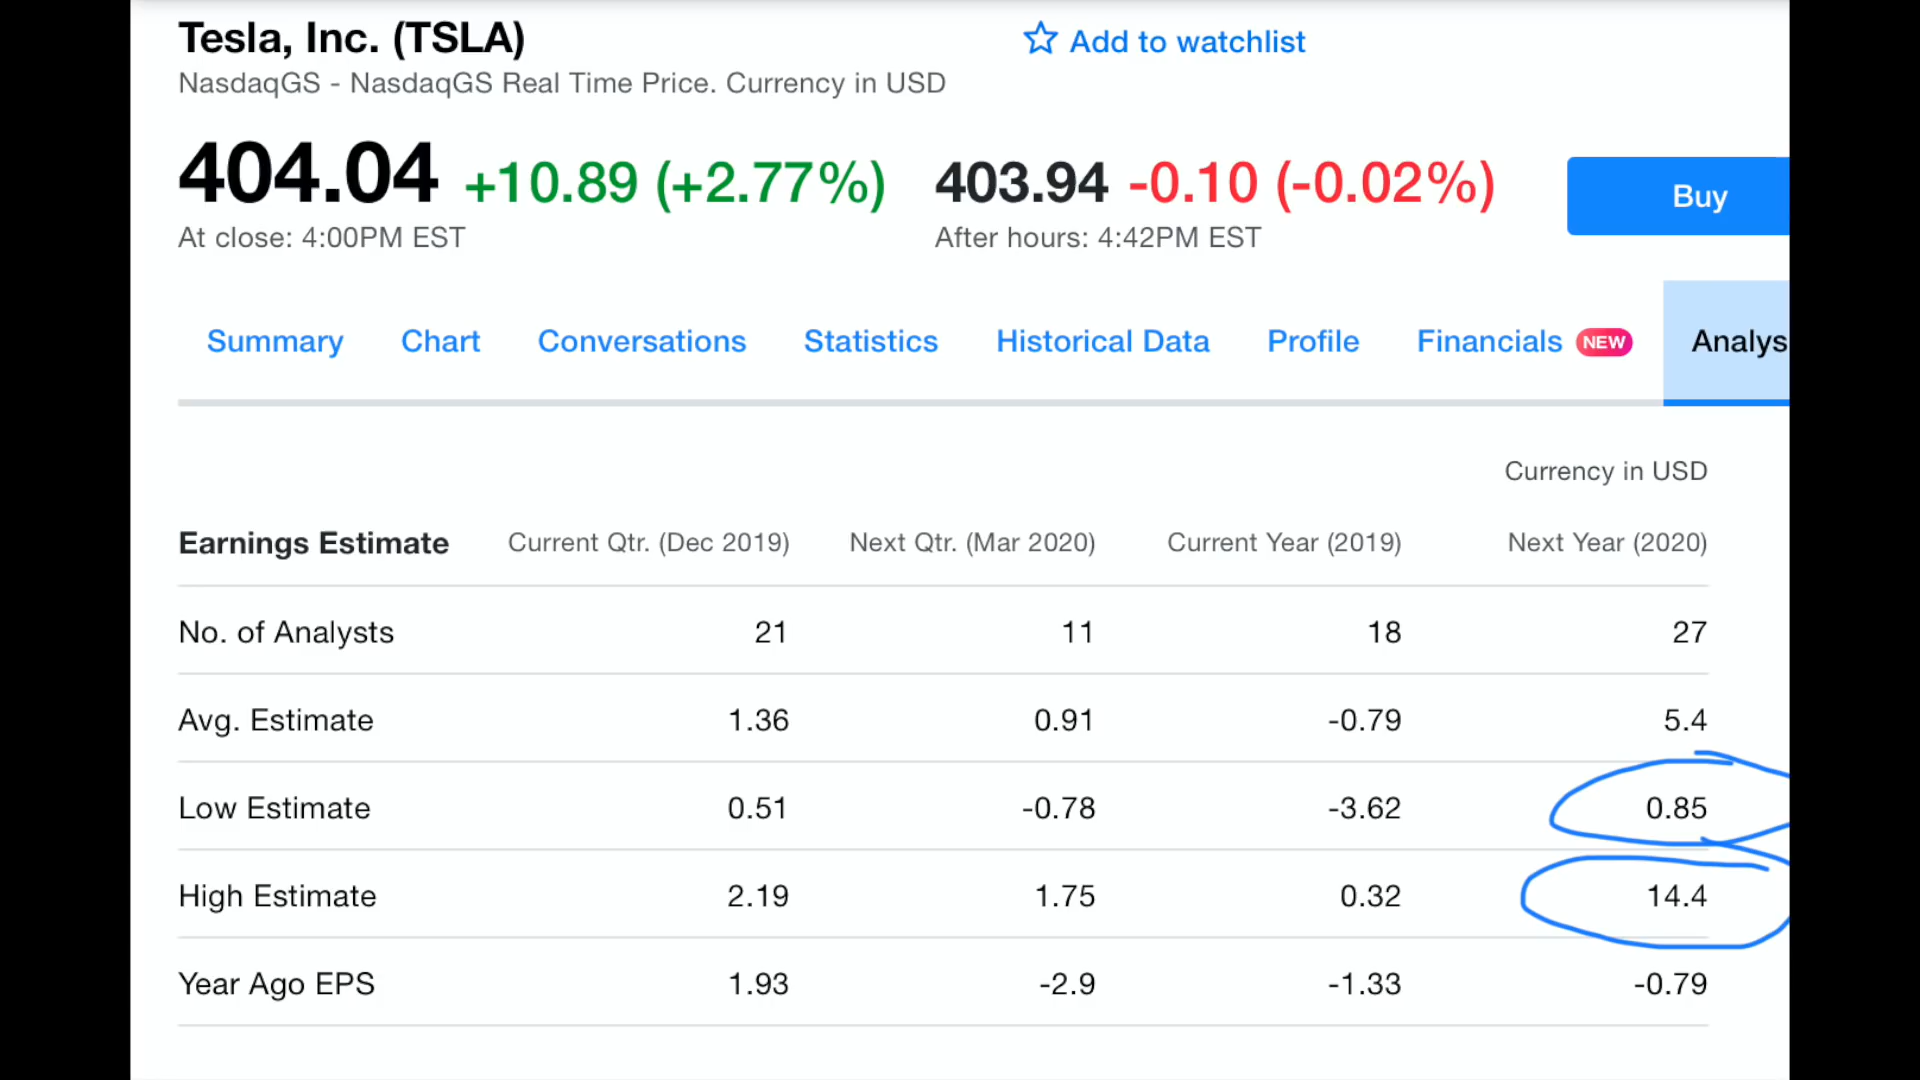 Tesla, Inc. (TSLA)
Add to watchlist
NasdaqGS - NasdaqGS Real Time Price. Currency in USD
404.04 +10.89 (+2.77%) 403.94 -0.10 (-0.02%)
Buy
At close: 4:00PM EST After hours: 4:42PM EST
Summary Chart Conversations Statistics Historical Data Profile Financials NEW Analys
Currency in USD
Earnings Estimate Current Qtr. (Dec 2019) Next Qtr. (Mar 2020) Current Year (2019) Next Year (2020)
No. of Analysts 21 11 18 27
Avg. Estimate 1.36 0.91 -0.79 5.4
Low Estimate 0.51 -0.78 -3.62 0.85
High Estimate 2.19 1.75 0.32 14.4
Year Ago EPS 1.93 -2.9 -1.33 -0.79